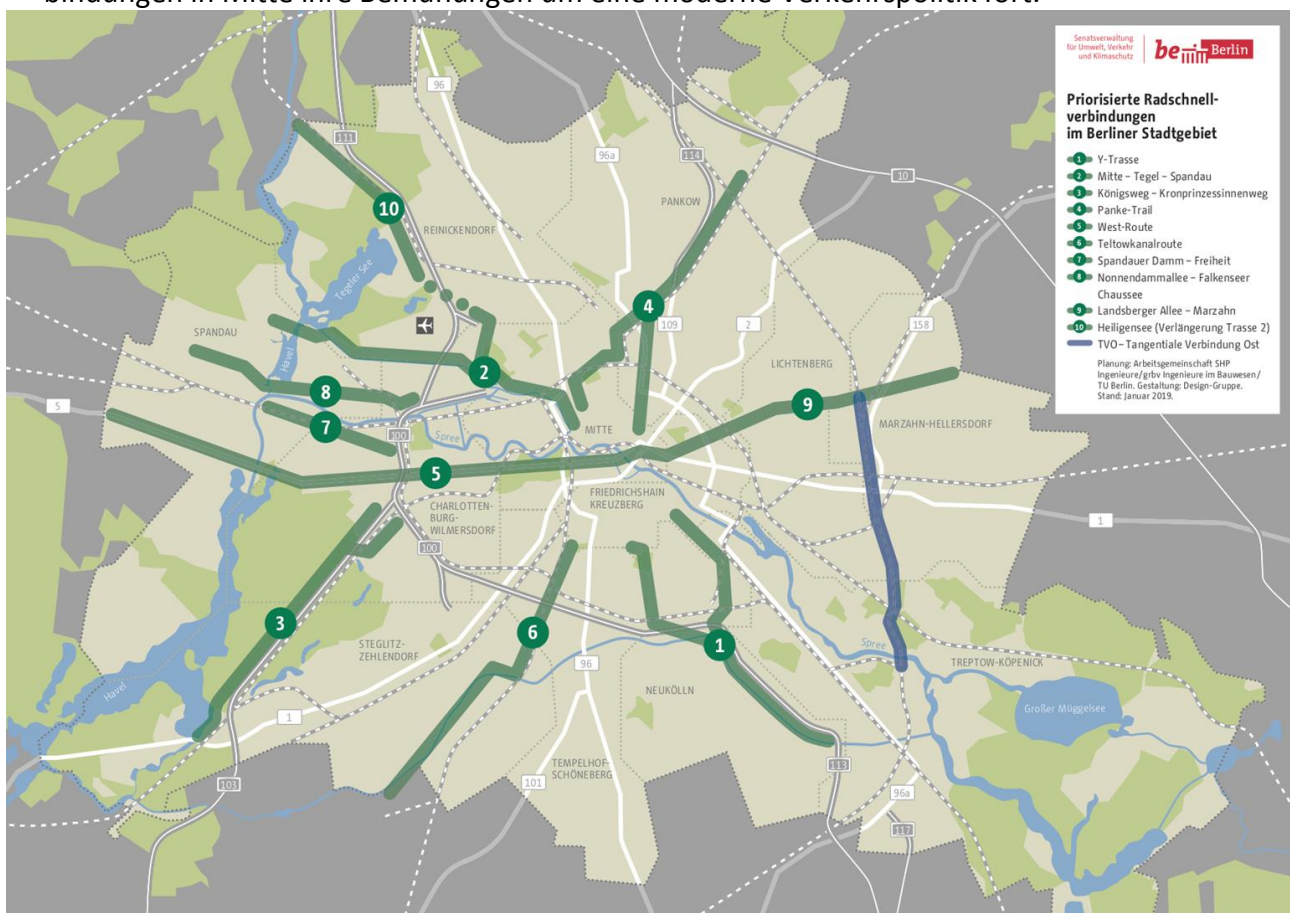 bindungen in Mitte ihre Bemühungen um eine moderne Verkehrspolitik fort.
Senatsverwaltung
für Umwelt, Verkehr
und Klimaschutz
be Berlin
Priorisierte Radschnell-
verbindungen
im Berliner Stadtgebiet
1 Y-Trasse
2 Mitte – Tegel – Spandau
3 Königsweg – Kronprinzessinnenweg
4 Panke-Trail
5 West-Route
6 Teltowkanalroute
7 Spandauer Damm – Freiheit
8 Nonnendammallee – Falkenseer
Chaussee
9 Landsberger Allee – Marzahn
10 Heiligensee (Verlängerung Trasse 2)
TVO – Tangentiale Verbindung Ost
Planung: Arbeitsgemeinschaft SHP
Ingenieure/grbv Ingenieure im Bauwesen/
TU Berlin. Gestaltung: Design-Gruppe.
Stand: Januar 2019.
96
111
96a
114
10
PANKOW
10
REINICKENDORF
Tegeler See
4
109
2
158
SPANDAU
Havel
LICHTENBERG
2
8
9
5
7
100
Spree
MITTE
MARZAHN-HELLERSDORF
5
FRIEDRICHSHAIN
KREUZBERG
CHARLOTTEN-
BURG-
WILMERSDORF
1
100
3
6
STEGLITZ-
ZEHLENDORF
1
Spree
96
TREPTOW-KÖPENICK
NEUKÖLLN
Havel
Großer Müggelsee
1
TEMPELHOF-
SCHÖNEBERG
113
103
101
96a
117